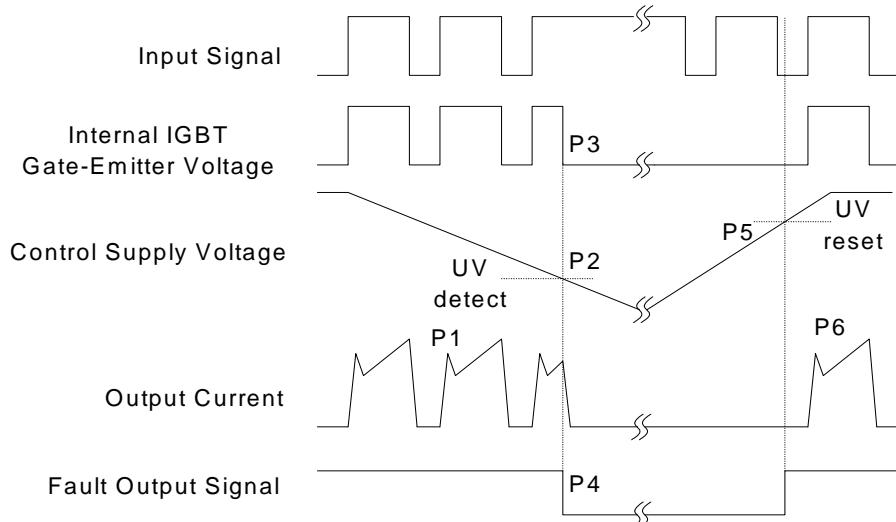 Input Signal
Internal IGBT
Gate-Emitter Voltage
P3
Control Supply Voltage
P2
UV
detect
P5
UV
reset
P1
P6
Output Current
Fault Output Signal
P4